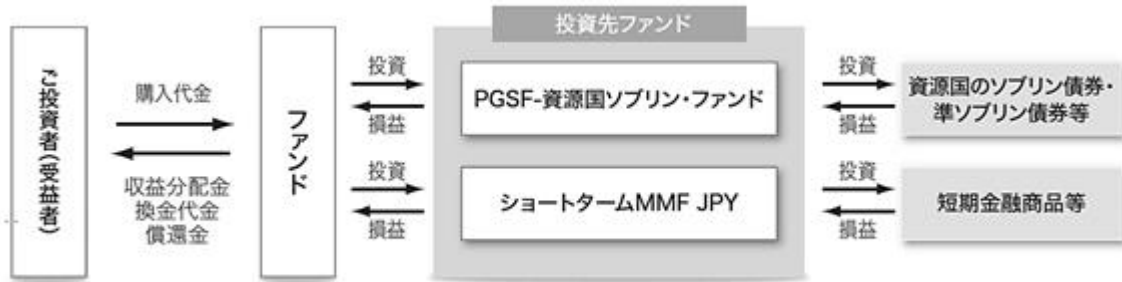 投資者(受益者)
購入代金
収益分配金
換金代金
償還金
ファンド
投資
損益
投資
損益
投資先ファンド
PGSF-資源国ソブリン・ファンド
ショートタームMMF JPY
投資
損益
投資
損益
資源国のソブリン債券・
準ソブリン債券等
短期金融商品等